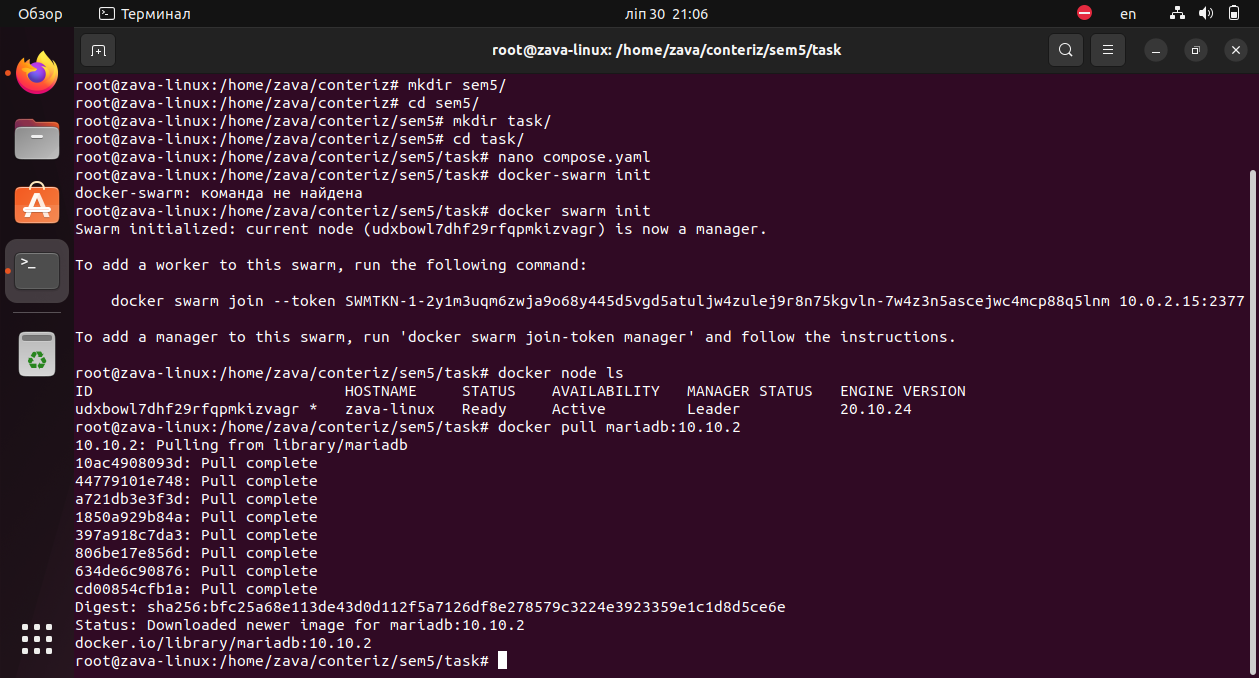 Обзор
Терминал
ліп 30 21:06
en
root@zava-linux: /home/zava/conteriz/sem5/task
root@zava-linux:/home/zava/conteriz# mkdir sem5/
root@zava-linux:/home/zava/conteriz# cd sem5/
root@zava-linux:/home/zava/conteriz/sem5# mkdir task/
root@zava-linux:/home/zava/conteriz/sem5# cd task/
root@zava-linux:/home/zava/conteriz/sem5/task# nano compose.yaml
root@zava-linux:/home/zava/conteriz/sem5/task# docker-swarm init
docker-swarm: команда не найдена
root@zava-linux:/home/zava/conteriz/sem5/task# docker swarm init
Swarm initialized: current node (udxbowl7dhf29rfqpmkizvagr) is now a manager.
To add a worker to this swarm, run the following command:
docker swarm join --token SWMTKN-1-2y1m3uqm6zwja9o68y445d5vgd5atuljw4zulej9r8n75kgvln-7w4z3n5ascejwc4mcp88q5lnm 10.0.2.15:2377
To add a manager to this swarm, run 'docker swarm join-token manager' and follow the instructions.
root@zava-linux:/home/zava/conteriz/sem5/task# docker node ls
ID HOSTNAME STATUS AVAILABILITY MANAGER STATUS ENGINE VERSION
udxbowl7dhf29rfqpmkizvagr * zava-linux Ready Active Leader 20.10.24
root@zava-linux:/home/zava/conteriz/sem5/task# docker pull mariadb:10.10.2
10.10.2: Pulling from library/mariadb
10ac4908093d: Pull complete
44779101e748: Pull complete
a721db3e3f3d: Pull complete
1850a929b84a: Pull complete
397a918c7da3: Pull complete
806be17e856d: Pull complete
634de6c90876: Pull complete
cd00854cfb1a: Pull complete
Digest: sha256:bfc25a68e113de43d0d112f5a7126df8e278579c3224e3923359e1c1d8d5ce6e
Status: Downloaded newer image for mariadb:10.10.2
docker.io/library/mariadb:10.10.2
root@zava-linux:/home/zava/conteriz/sem5/task#